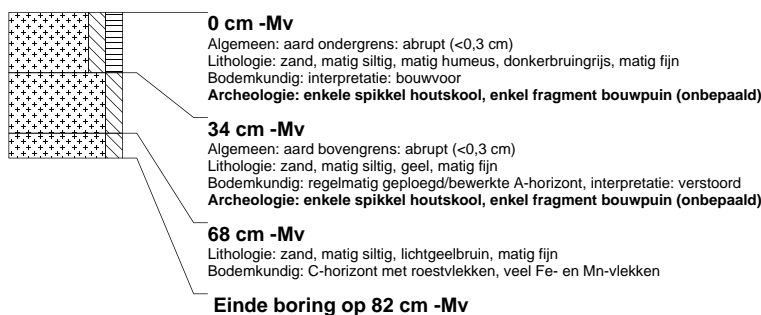 0 cm -Mv
Algemeen: aard ondergrens: abrupt (<0,3 cm)
Lithologie: zand, matig siltig, matig humeus, donkerbruingrijs, matig fijn
Bodemkundig: interpretatie: bouwvoor
Archeologie: enkele spikkel houtskool, enkel fragment bouwpuin (onbepaald)
34 cm -Mv
Algemeen: aard bovengrens: abrupt (<0,3 cm)
Lithologie: zand, matig siltig, geel, matig fijn
Bodemkundig: regelmatig geploegd/bewerkte A-horizont, interpretatie: verstoord
Archeologie: enkele spikkel houtskool, enkel fragment bouwpuin (onbepaald)
68 cm -Mv
Lithologie: zand, matig siltig, lichtgeelbruin, matig fijn
Bodemkundig: C-horizont met roestvlekken, veel Fe- en Mn-vlekken
Einde boring op 82 cm -Mv